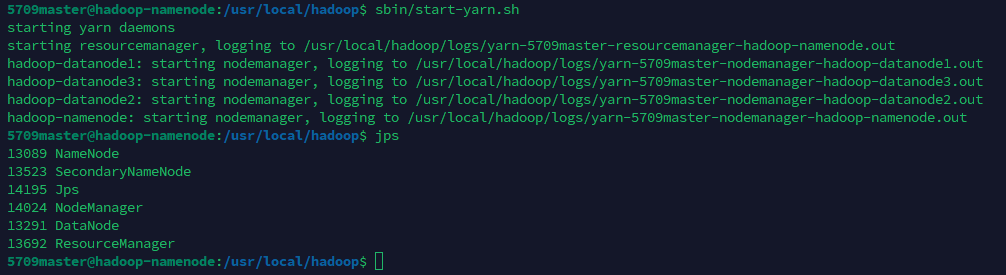 5709master@hadoop-namenode:/usr/local/hadoop$ sbin/start-yarn.sh
starting yarn daemons
starting resourcemanager, logging to /usr/local/hadoop/logs/yarn-5709master-resourcemanager-hadoop-namenode.out
hadoop-datanode1: starting nodemanager, logging to /usr/local/hadoop/logs/yarn-5709master-nodemanager-hadoop-datanode1.out
hadoop-datanode3: starting nodemanager, logging to /usr/local/hadoop/logs/yarn-5709master-nodemanager-hadoop-datanode3.out
hadoop-datanode2: starting nodemanager, logging to /usr/local/hadoop/logs/yarn-5709master-nodemanager-hadoop-datanode2.out
hadoop-namenode: starting nodemanager, logging to /usr/local/hadoop/logs/yarn-5709master-nodemanager-hadoop-namenode.out
5709master@hadoop-namenode:/usr/local/hadoop$ jps
13089 NameNode
13523 SecondaryNameNode
14195 Jps
14024 NodeManager
13291 DataNode
13692 ResourceManager
5709master@hadoop-namenode:/usr/local/hadoop$